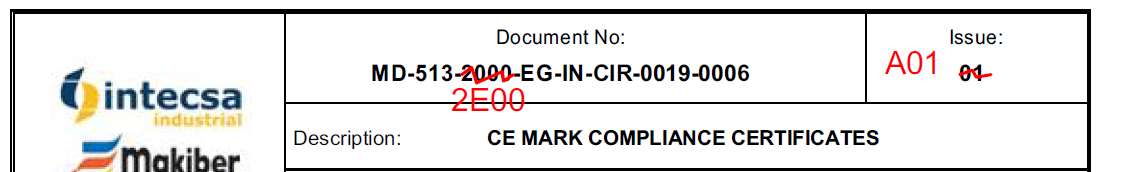 Document No:
Issue:
MD-513-2000-EG-IN-CIR-0019-0006
A01 01
2E00
intecsa
industrial
Description: CE MARK COMPLIANCE CERTIFICATES
Makiber